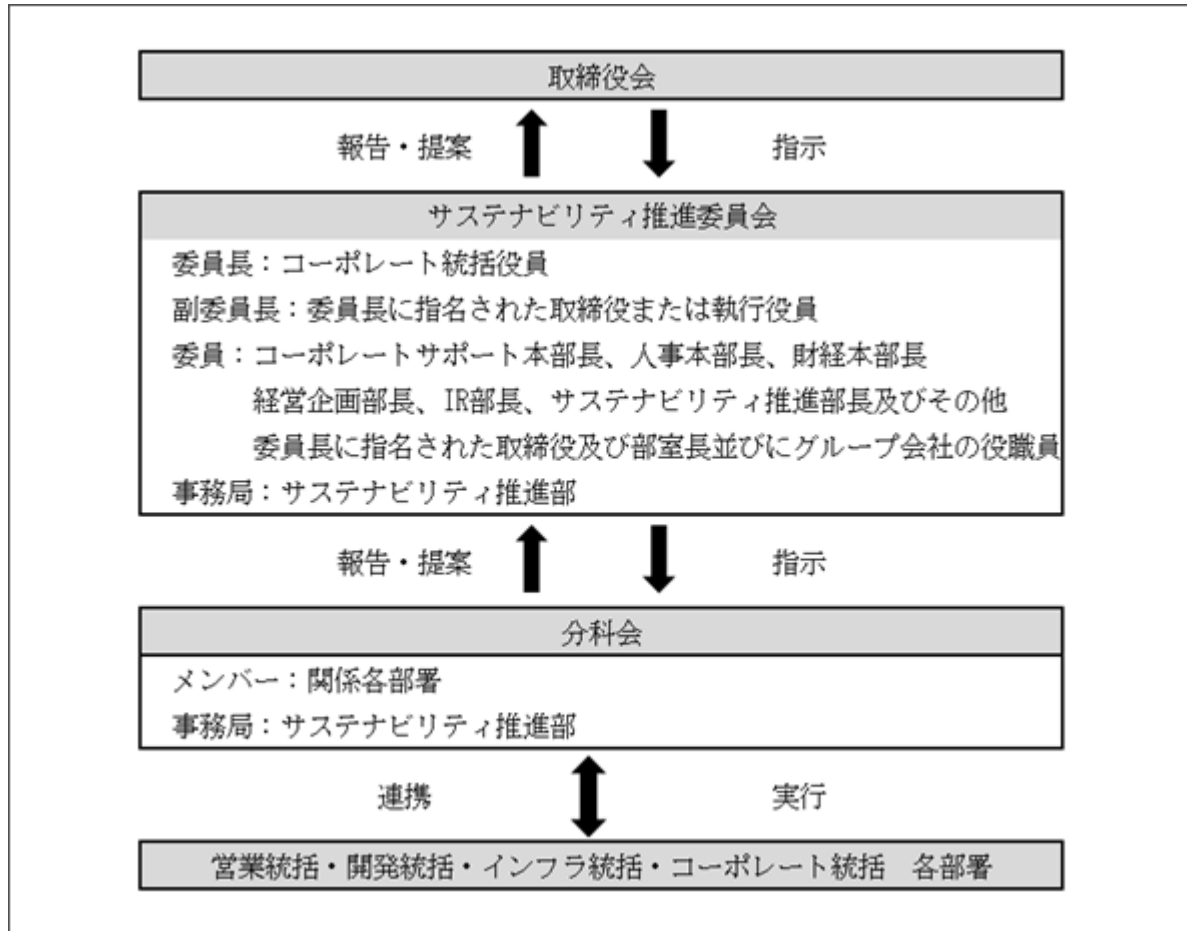 取締役会
報告・提案
指示
サステナビリティ推進委員会
委員長：コーポレート統括役員
副委員長：委員長に指名された取締役または執行役員
委員：コーポレートサポート本部長、人事本部長、財経本部長
経営企画部長、IR部長、サステナビリティ推進部長及びその他
委員長に指名された取締役及び部室長並びにグループ会社の役職員
事務局：サステナビリティ推進部
報告・提案
指示
分科会
メンバー：関係各部署
事務局：サステナビリティ推進部
連携
実行
営業統括・開発統括・インフラ統括・コーポレート統括　各部署